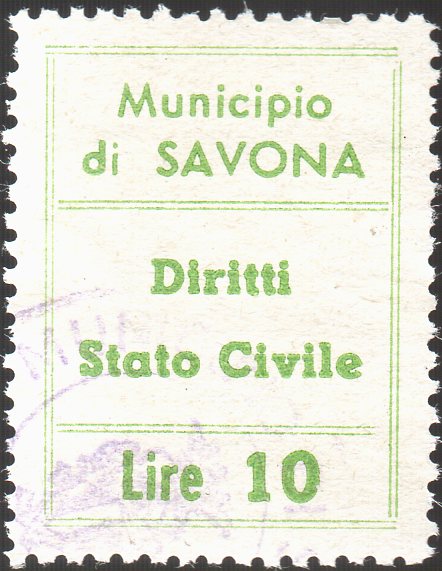 Municipio
di SAVONA
Diritti
Stato Civile
Lire 10